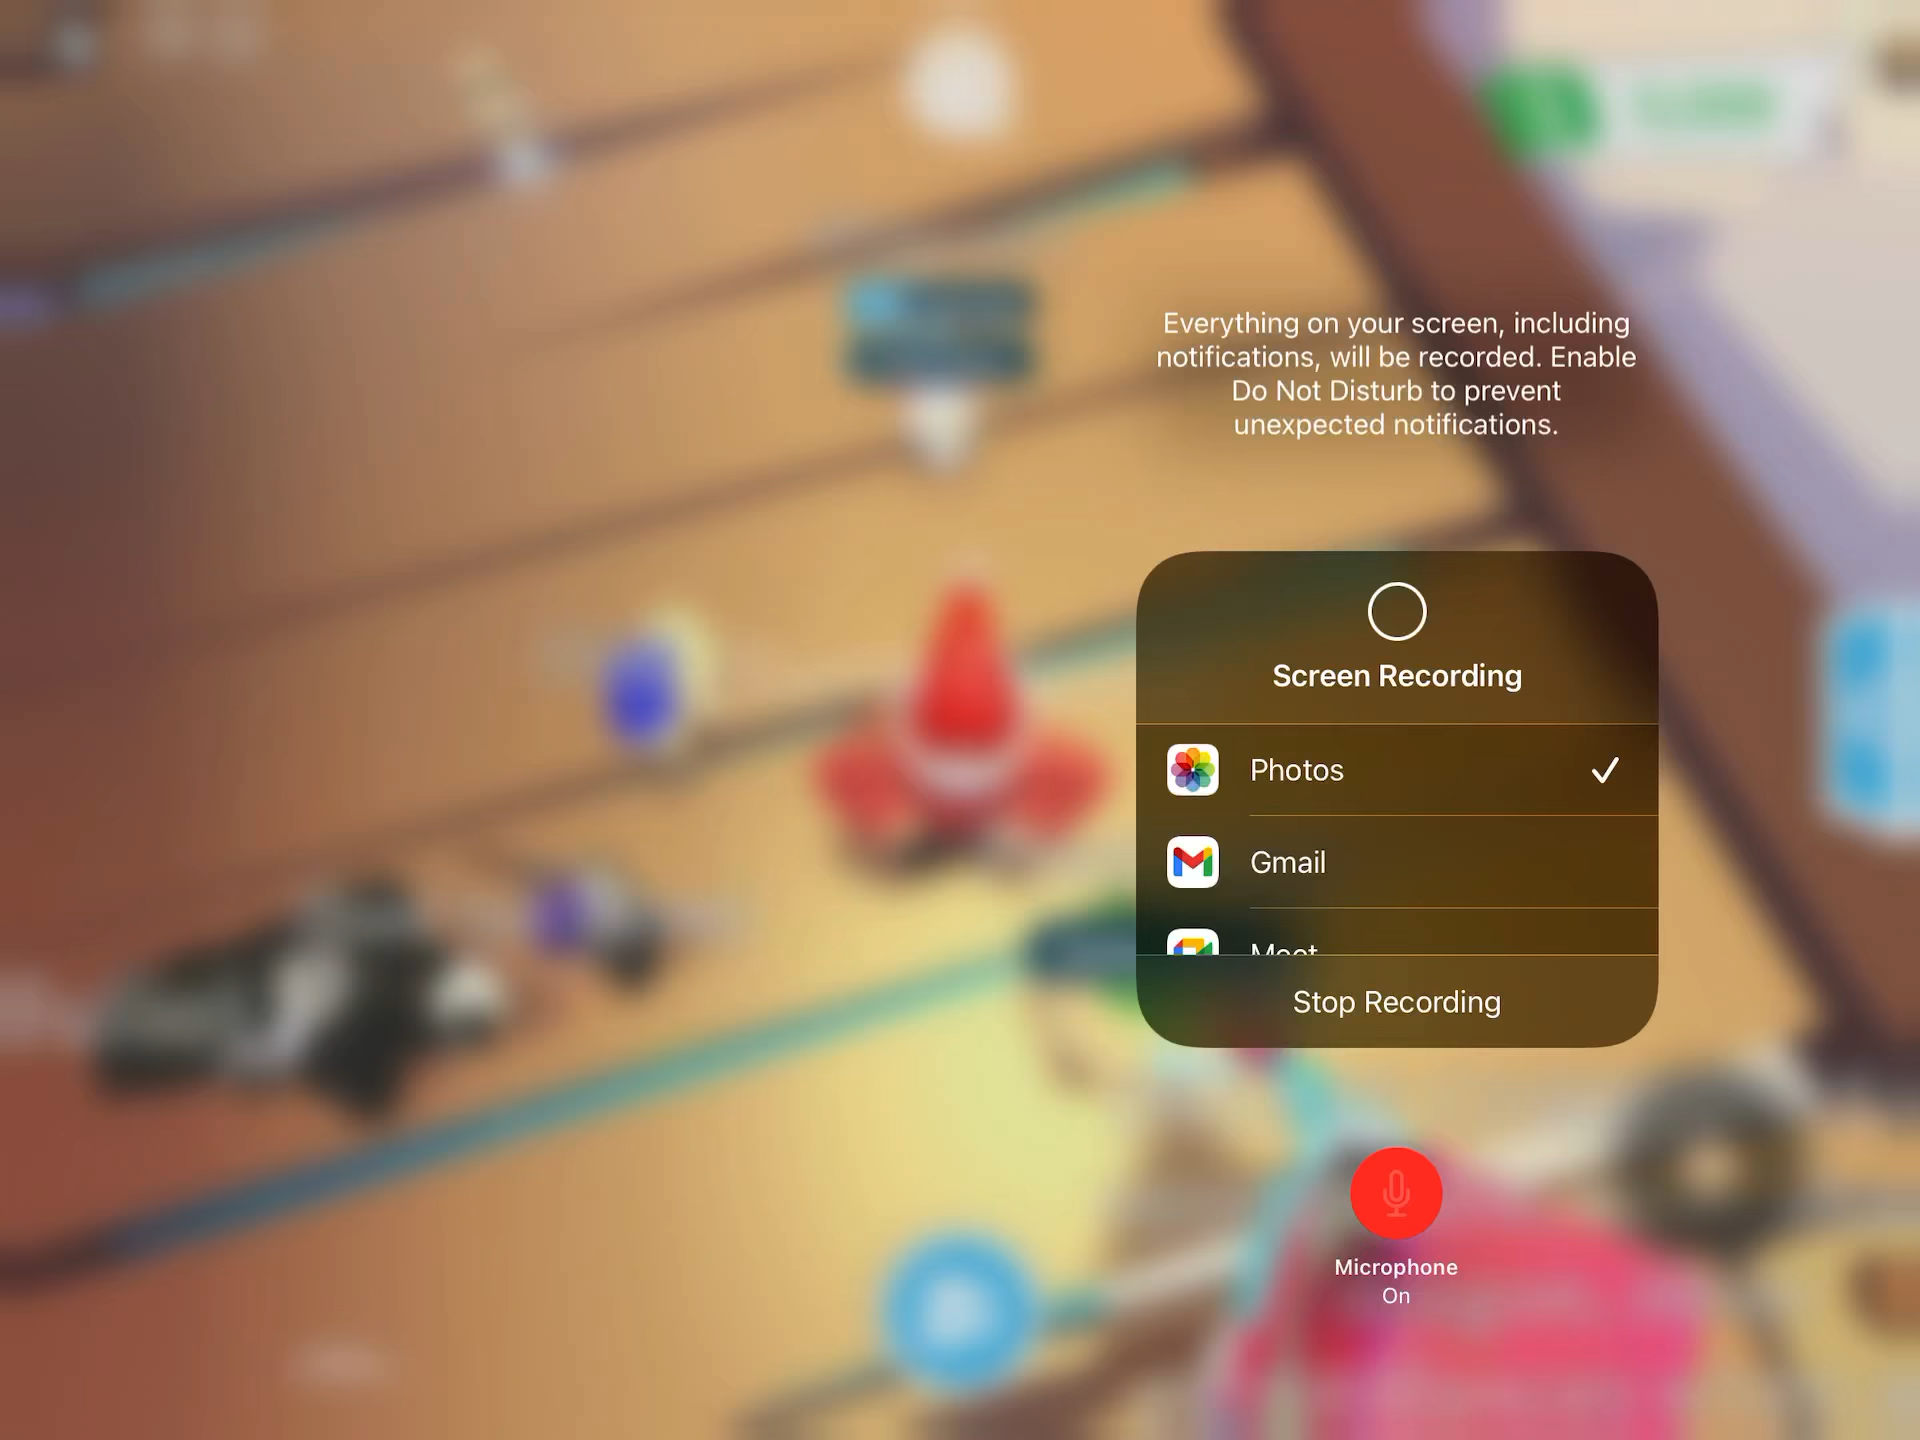 Everything on your screen, including
notifications, will be recorded. Enable
Do Not Disturb to prevent
unexpected notifications.
Screen Recording
Photos
Gmail
Meet
Stop Recording
Microphone
On